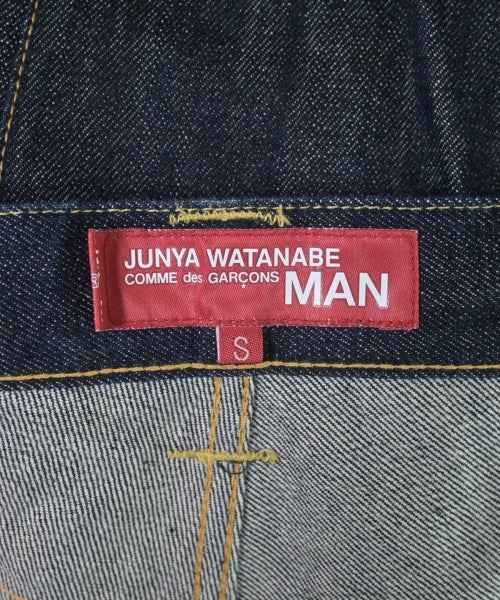 JUNYA WATANABE
COMME des GARÇONS MAN
®
S